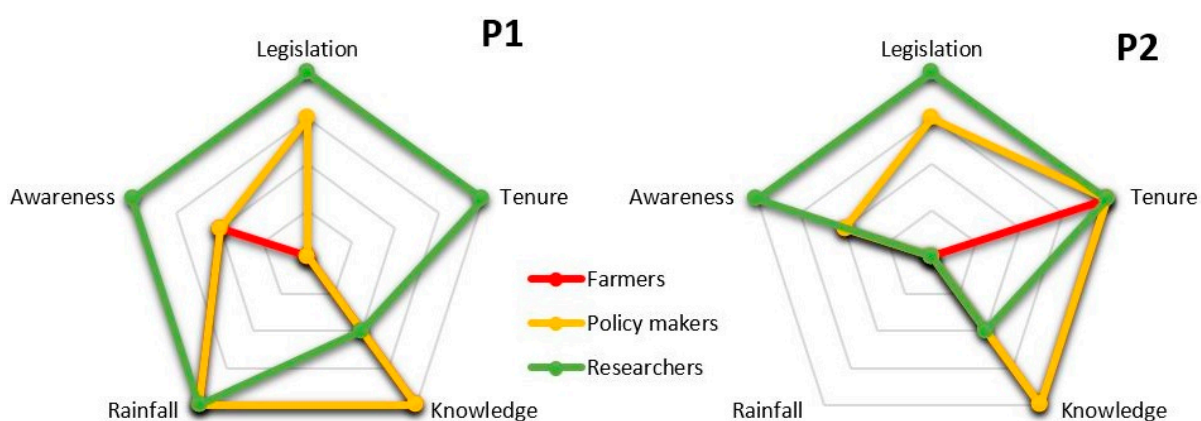 P1
Legislation
Awareness
Tenure
Rainfall
Knowledge
Farmers
Policy makers
Researchers
P2
Legislation
Awareness
Tenure
Rainfall
Knowledge